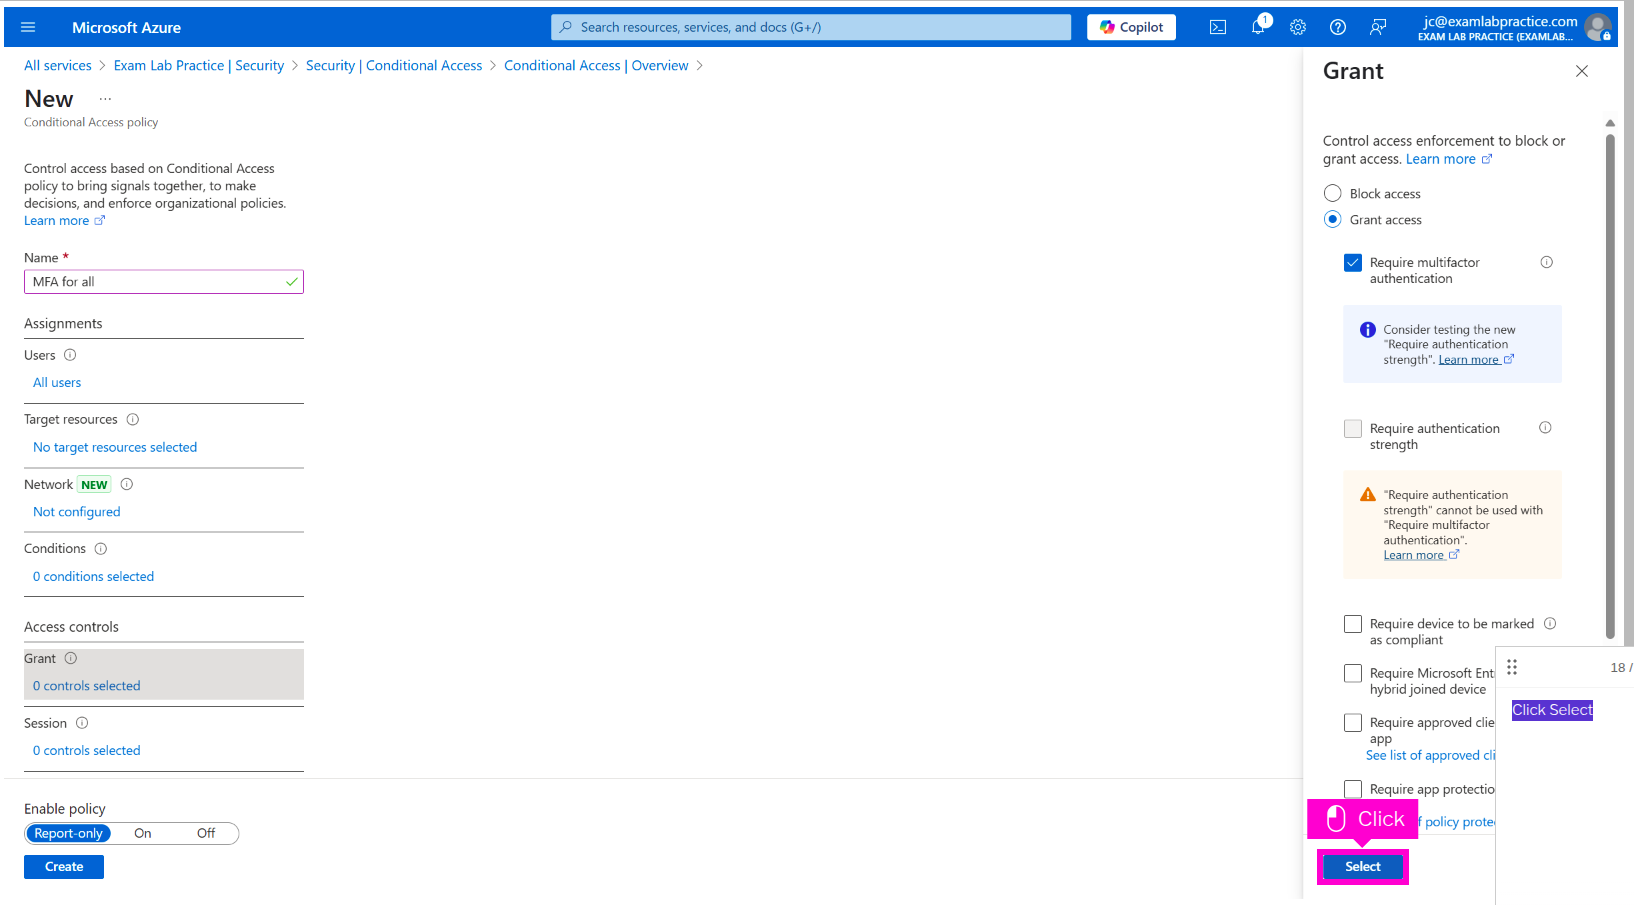 Microsoft Azure
Search resources, services, and docs (G+/)
Copilot
1
jc@examlabpractice.com
EXAM LAB PRACTICE (EXAMLAB...
All services > Exam Lab Practice | Security > Security | Conditional Access > Conditional Access | Overview >
New ...
Conditional Access policy
Control access based on Conditional Access
policy to bring signals together, to make
decisions, and enforce organizational policies.
Learn more
Name *
MFA for all
Assignments
Users
All users
Target resources
No target resources selected
Network NEW
Not configured
Conditions
0 conditions selected
Access controls
Grant
0 controls selected
Session
0 controls selected
Enable policy
Report-only On Off
Create
Grant
Control access enforcement to block or
grant access. Learn more
Block access
Grant access
Require multifactor
authentication
Consider testing the new
"Require authentication
strength". Learn more
Require authentication
strength
"Require authentication
strength" cannot be used with
"Require multifactor
authentication".
Learn more
Require device to be marked
as compliant
Require Microsoft Ent
hybrid joined device
Require approved clie
app
See list of approved cli
Require app protectio
f policy prote
Click
Select
18 /
Click Select